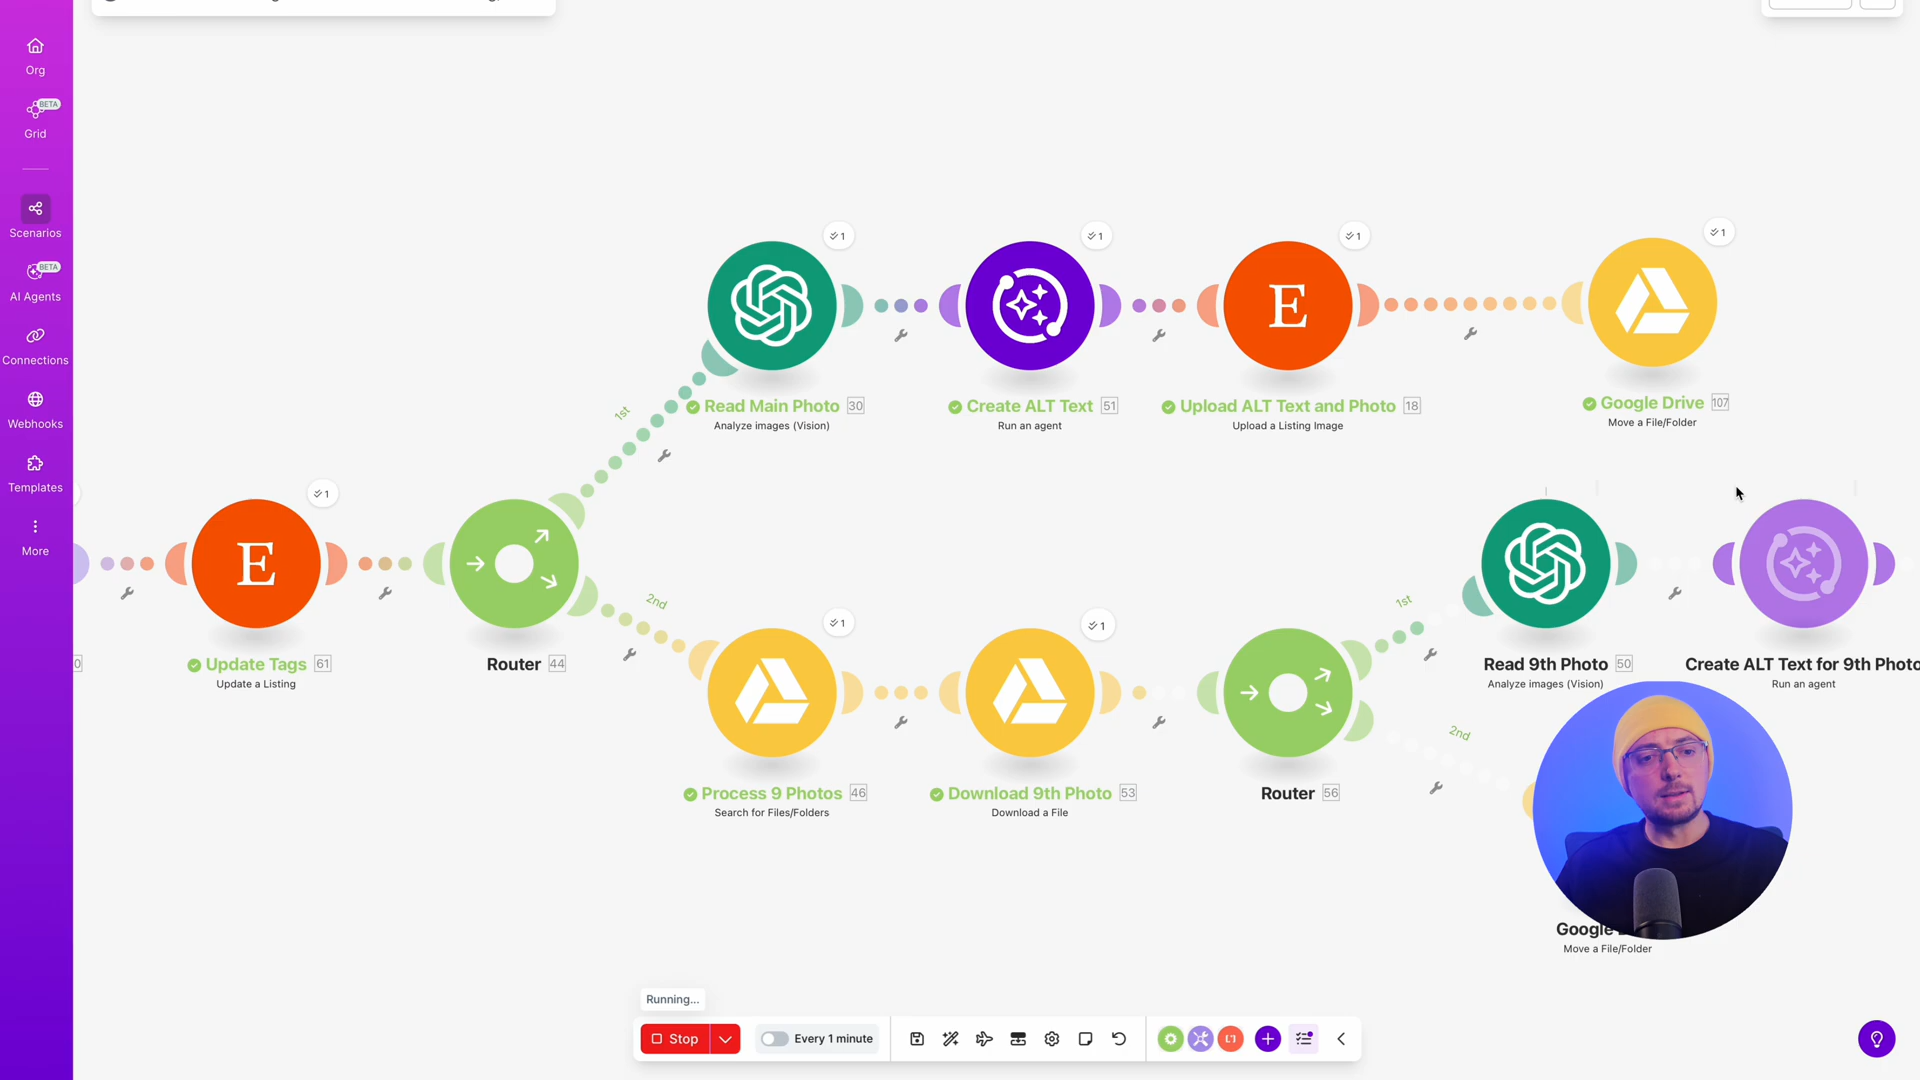 Org
BETA
Grid
Scenarios
BETA
AI Agents
Connections
Webhooks
Templates
More
1
1
1
1
1st
Read Main Photo 30
Analyze images (Vision)
Create ALT Text 51
Run an agent
E
Upload ALT Text and Photo 18
Upload a Listing Image
Google Drive 107
Move a File/Folder
1
E
Update Tags 61
Update a Listing
Router 44
2nd
1
1
Process 9 Photos 46
Search for Files/Folders
Download 9th Photo 53
Download a File
Router 56
1st
2nd
Read 9th Photo 50
Analyze images (Vision)
Create ALT Text for 9th Photo
Run an agent
Google
Move a File/Folder
Running...
Stop
Every 1 minute